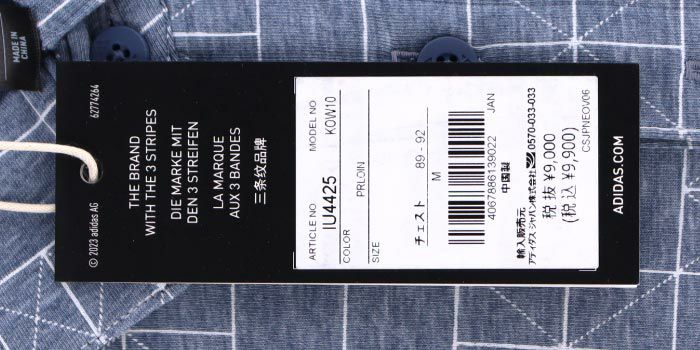 MADE IN
CHINA
62774264
THE BRAND
WITH THE 3 STRIPES
DIE MARKE MIT
DEN 3 STREIFEN
LA MARQUE
AUX 3 BANDES
三条纹品牌
© 2023 adidas AG
ARTICLE NO
MODEL NO
IU4425
KOW10
COLOR
PRLOIN
SIZE
チェスト 89 - 92
M
JAN
4067886139022
中国製
輸入販売元
アディダス ジャパン株式会社 0570-033-033
税 抜 ¥9,000
(税 込 ¥9,900)
CSJPNEOV06
ADIDAS.COM